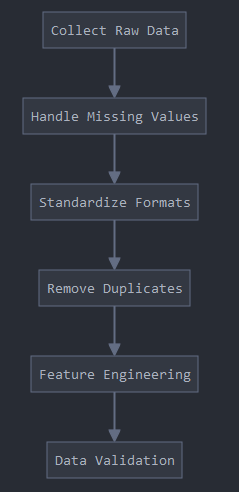 Collect Raw Data
Handle Missing Values
Standardize Formats
Remove Duplicates
Feature Engineering
Data Validation